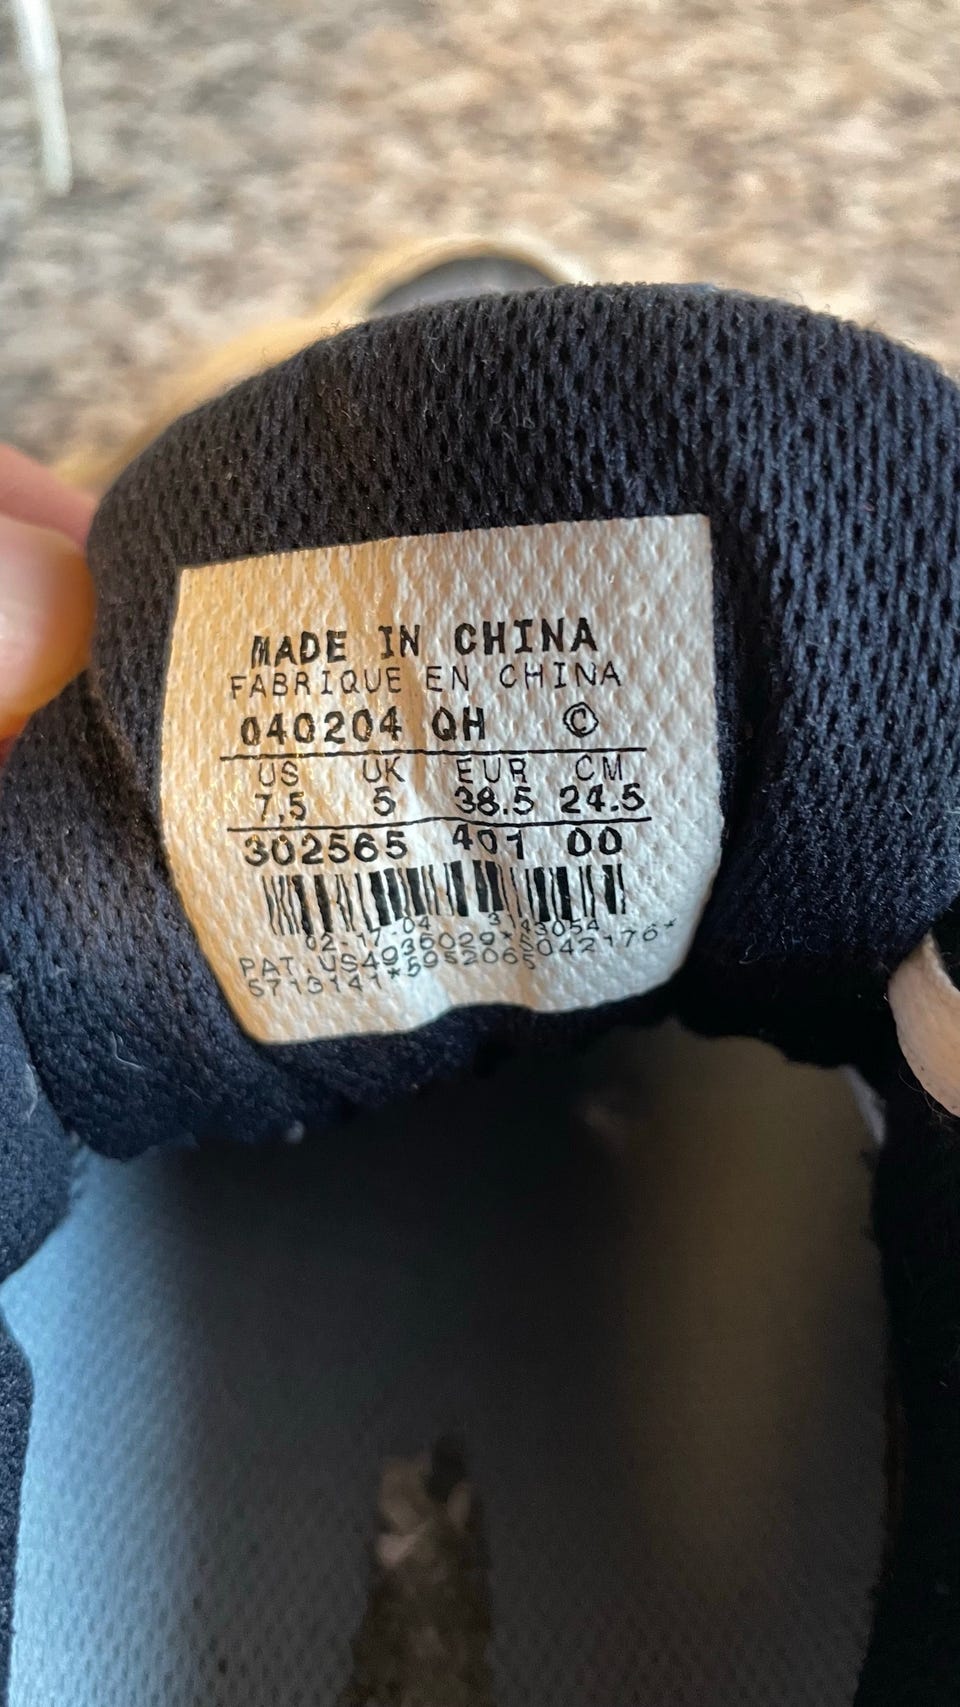 MADE IN CHINA
FABRIQUE EN CHINA
040204 QH ©
US UK EUR CM
7,5 5 38.5 24.5
302565 401 00
02-17-04 3143054
PAT. US4936029*5042176*
5713141*5052065